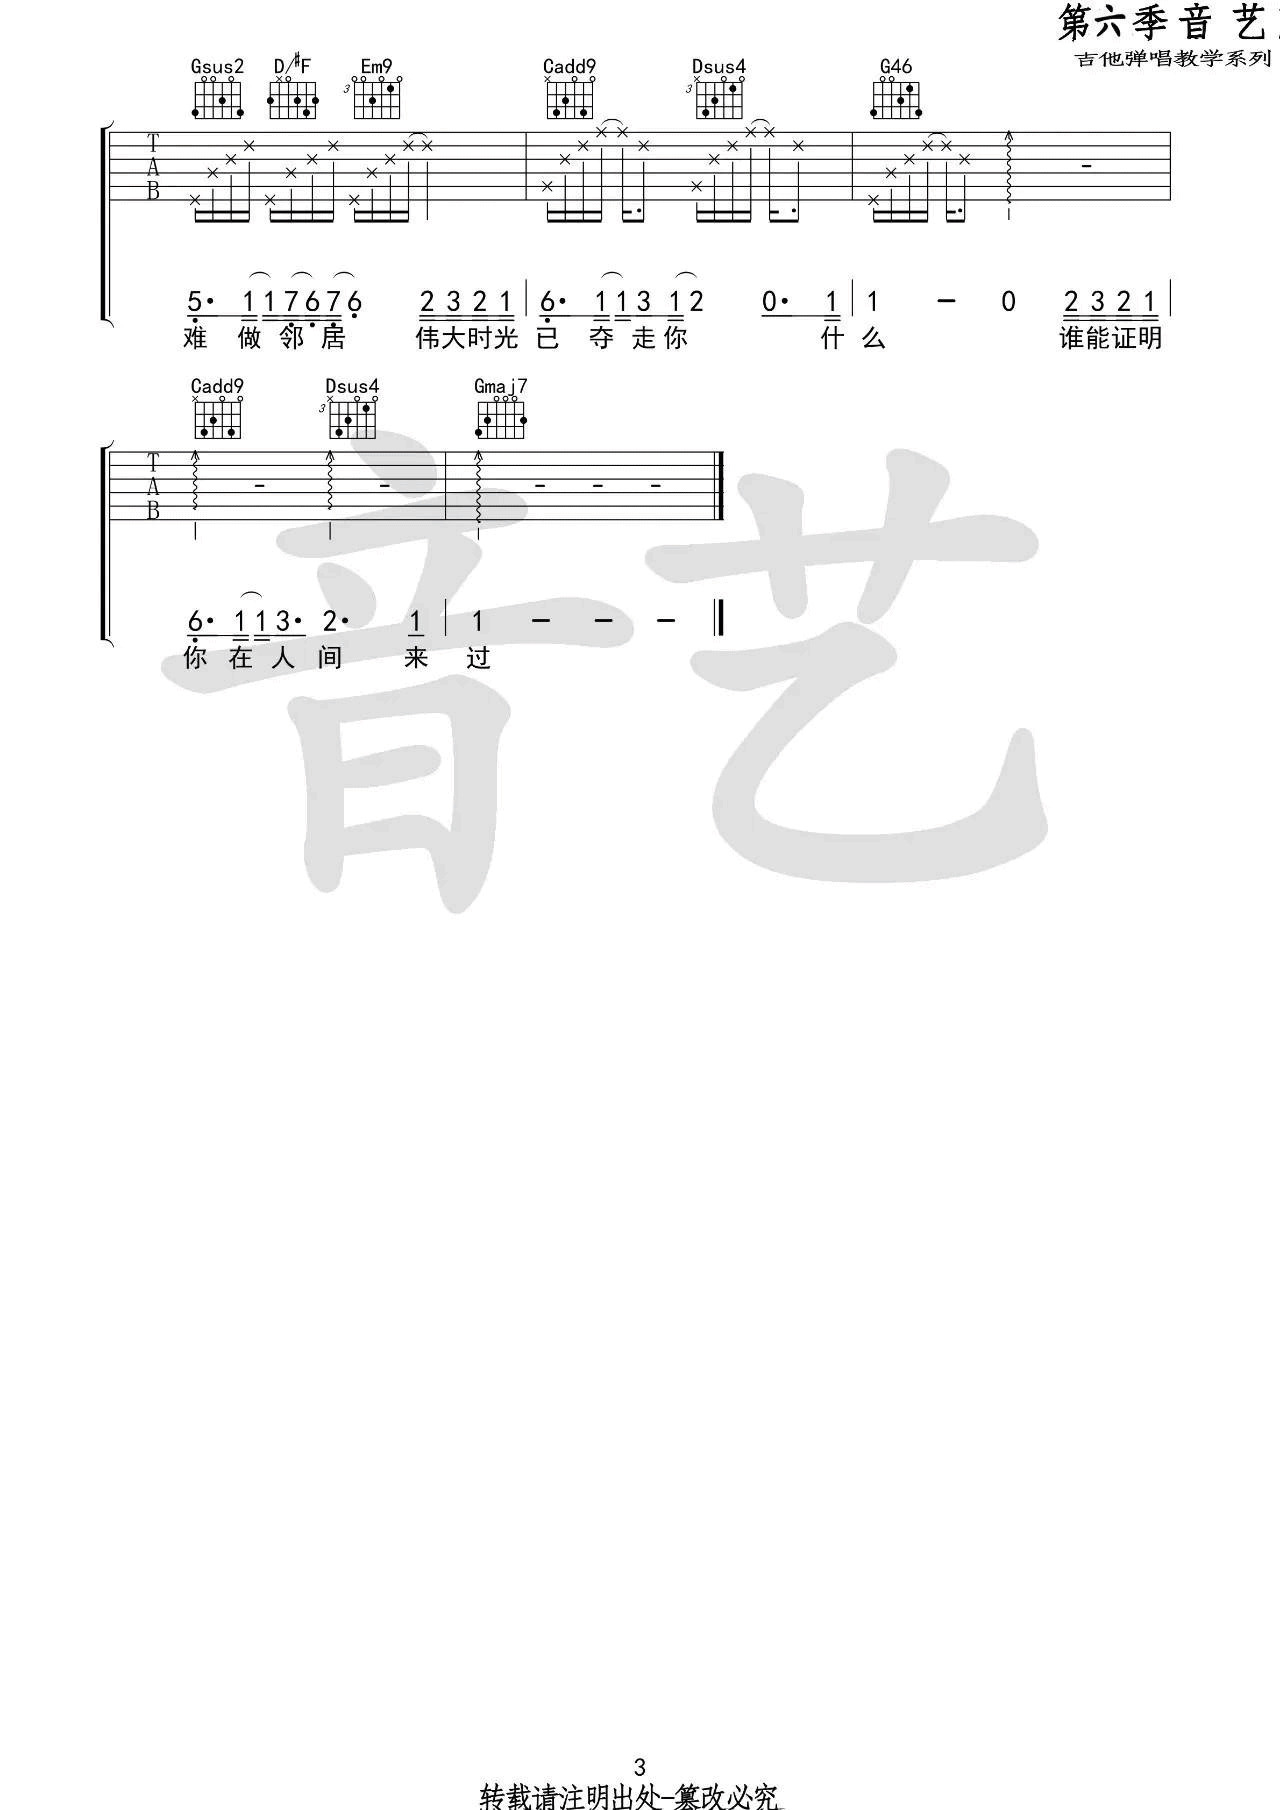 第六季音 艺
吉他弹唱教学系列
Gsus2 D/#F Em9 Cadd9 Dsus4 G46
3 3
T
A
B
5· 1 1 7 6 7 6 2 3 2 1 6· 1 1 3 1 2 0· 1 1 - 0 2 3 2 1
难 做 邻 居 伟大时光 已 夺 走 你 什 么 谁能证明
Cadd9 Dsus4 Gmaj7
3
T
A
B
6· 1 1 3· 2· 1 1 - - -
你 在 人 间 来 过
音艺
3
转载请注明出处-篡改必究